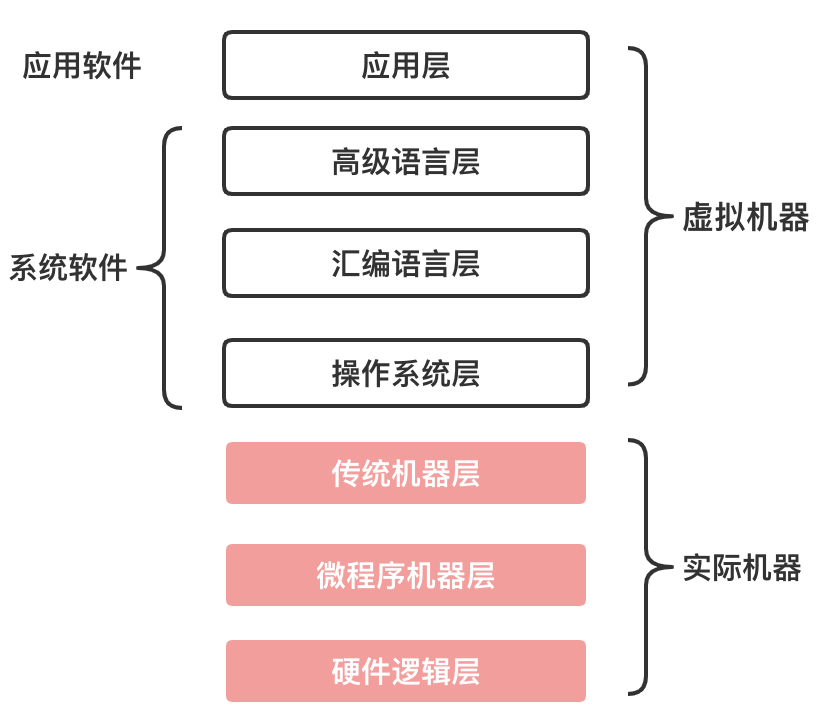 应用软件
应用层
高级语言层
虚拟机器
系统软件
汇编语言层
操作系统层
传统机器层
微程序机器层
实际机器
硬件逻辑层